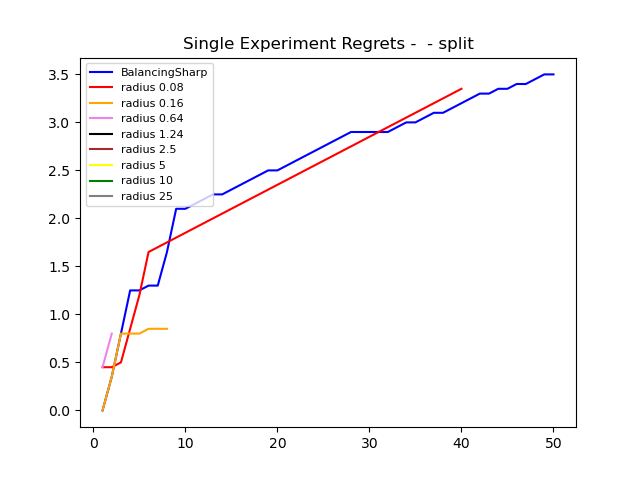 Single Experiment Regrets -  - split
BalancingSharp
radius 0.08
radius 0.16
radius 0.64
radius 1.24
radius 2.5
radius 5
radius 10
radius 25
3.5
3.0
2.5
2.0
1.5
1.0
0.5
0.0
0 10 20 30 40 50